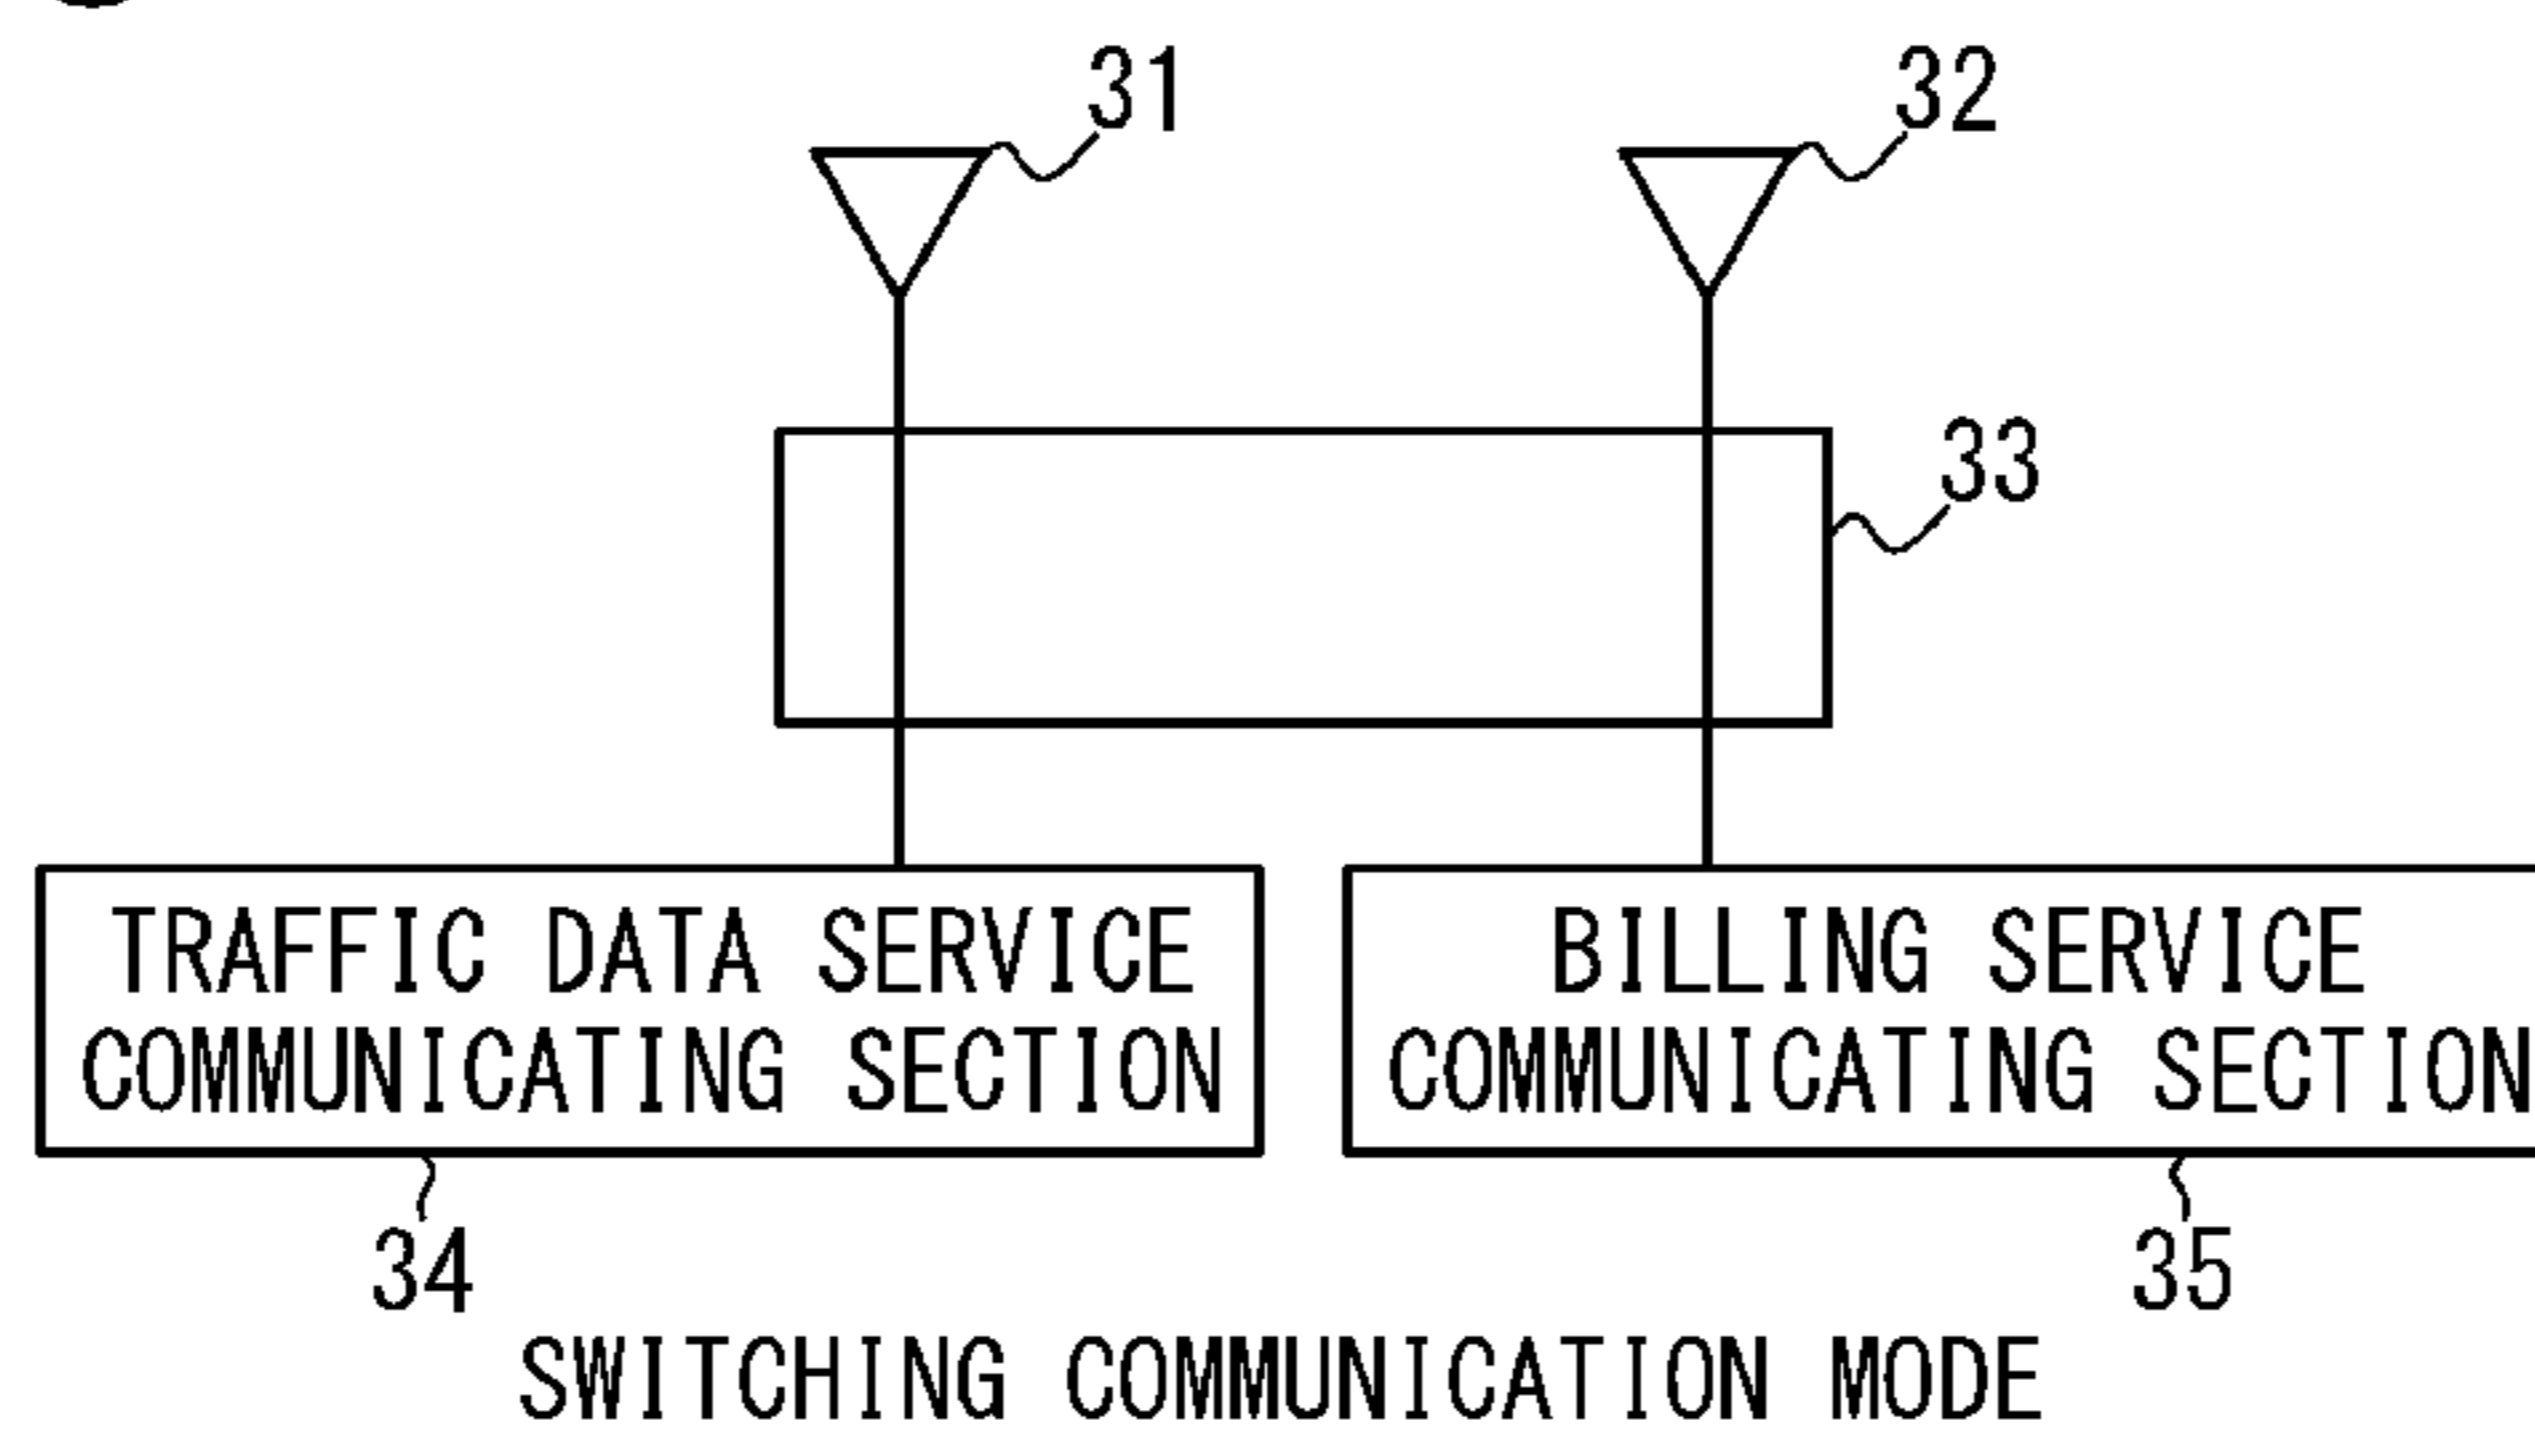 31
32
33
TRAFFIC DATA SERVICE
COMMUNICATING SECTION
BILLING SERVICE
COMMUNICATING SECTION
34
35
SWITCHING COMMUNICATION MODE